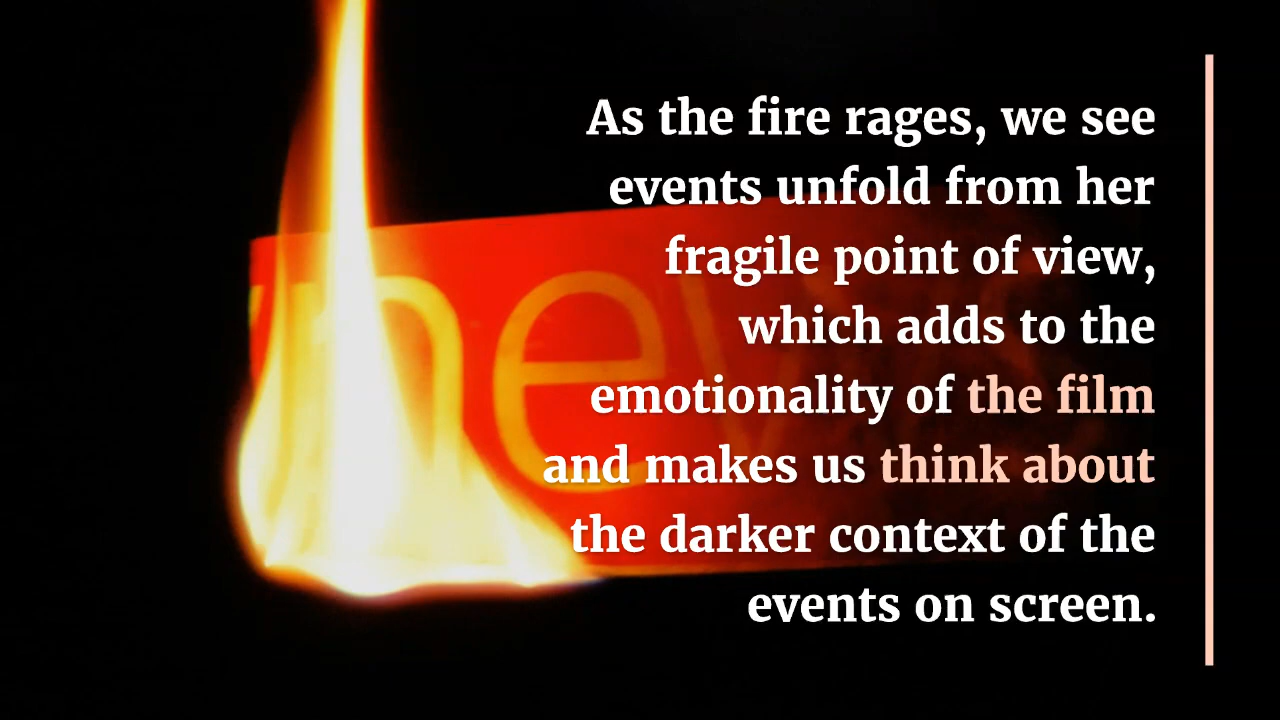 As the fire rages, we see
events unfold from her
fragile point of view,
which adds to the
emotionality of the film
and makes us think about
the darker context of the
events on screen.
news